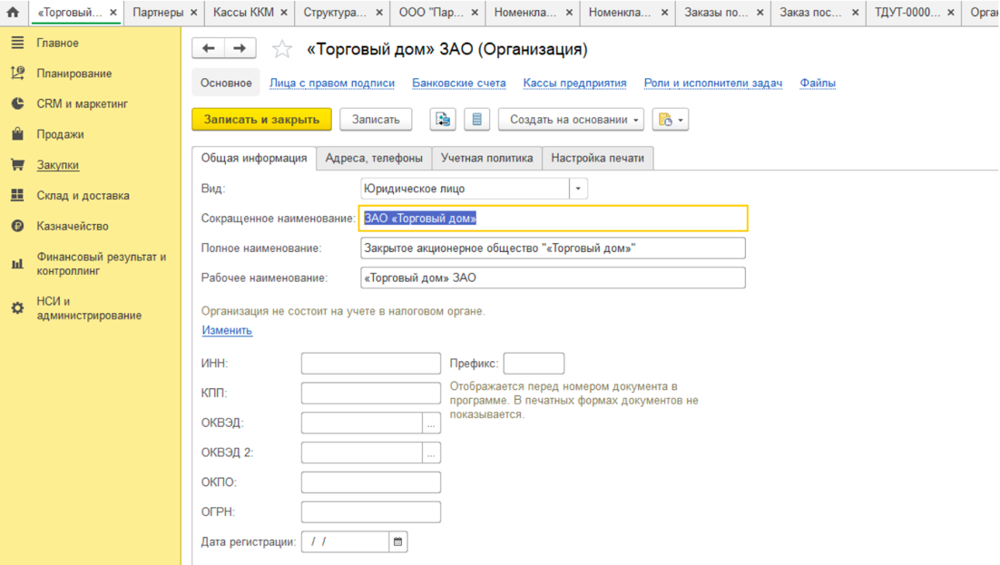 «Торговый... × Партнеры × Кассы ККМ × Структура... × ООО "Пар... × Номенкла... × Номенкла... × Заказы по... × Заказ пос... × ТДУТ-0000... × Орган
Главное
Планирование
CRM и маркетинг
Продажи
Закупки
Склад и доставка
Казначейство
Финансовый результат и
контроллинг
НСИ и
администрирование
«Торговый дом» ЗАО (Организация)
Основное Лица с правом подписи Банковские счета Кассы предприятия Роли и исполнители задач Файлы
Записать и закрыть Записать Создать на основании
Общая информация Адреса, телефоны Учетная политика Настройка печати
Вид: Юридическое лицо
Сокращенное наименование: ЗАО «Торговый дом»
Полное наименование: Закрытое акционерное общество "«Торговый дом»"
Рабочее наименование: «Торговый дом» ЗАО
Организация не состоит на учете в налоговом органе.
Изменить
ИНН: Префикс:
Отображается перед номером документа в
программе. В печатных формах документов не
показывается.
КПП:
ОКВЭД: ...
ОКВЭД 2: ...
ОКПО:
ОГРН:
Дата регистрации: / /